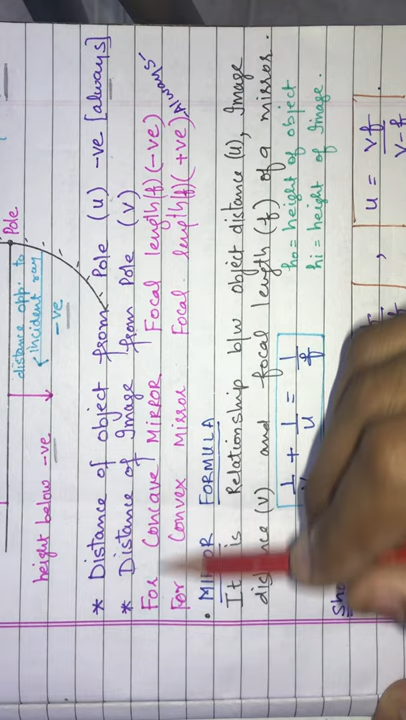 Pole
distance opp. to
incident ray
-ve
height below -ve
* Distance of object from Pole (u) -ve [always]
* Distance of Image from Pole (v)
For Concave MIRROR Focal length(f) (-ve)
For Convex Mirror Focal length(f) (+ve) Always
• MIRROR FORMULA
It is Relationship b/w object distance (u), Image
distance (v) and focal length (f) of a mirror.
1/v + 1/u = 1/f
ho = height of object
hi = height of Image.
, u = vf/v-f